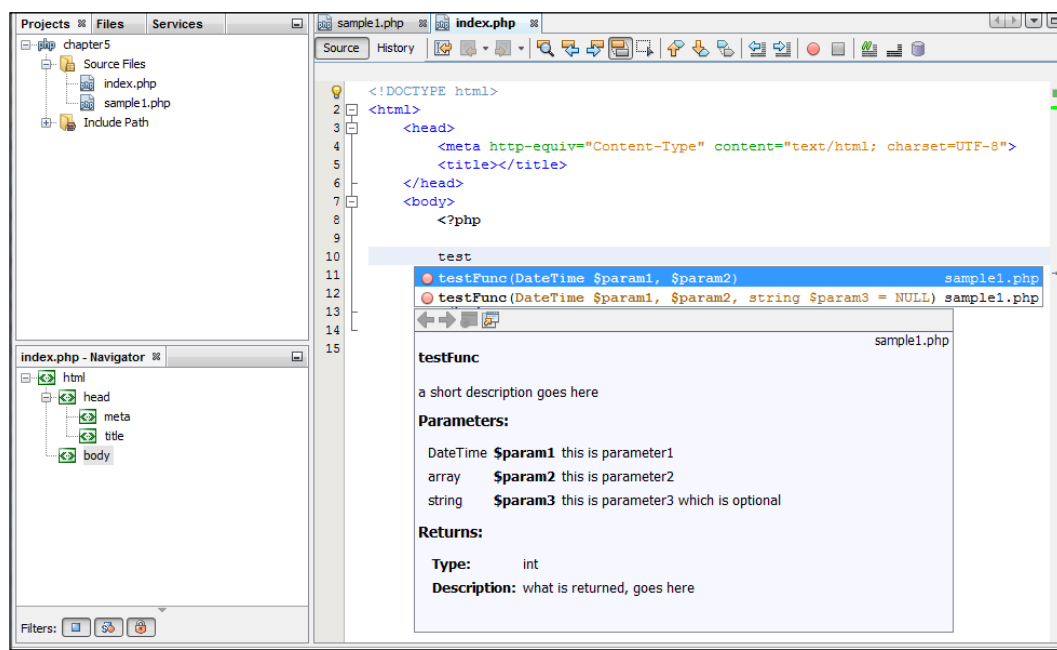 Projects Files Services
chapter5
Source Files
index.php
sample1.php
Include Path
index.php - Navigator
html
head
meta
title
body
Filters:
sample1.php index.php
Source History
<!DOCTYPE html>
2 <html>
3 <head>
4 <meta http-equiv="Content-Type" content="text/html; charset=UTF-8">
5 <title></title>
6 </head>
7 <body>
8 <?php
9
10 test
11 testFunc(DateTime $param1, $param2) sample1.php
12 testFunc(DateTime $param1, $param2, string $param3 = NULL) sample1.php
13
14
15
sample1.php
testFunc
a short description goes here
Parameters:
DateTime $param1 this is parameter1
array $param2 this is parameter2
string $param3 this is parameter3 which is optional
Returns:
Type: int
Description: what is returned, goes here